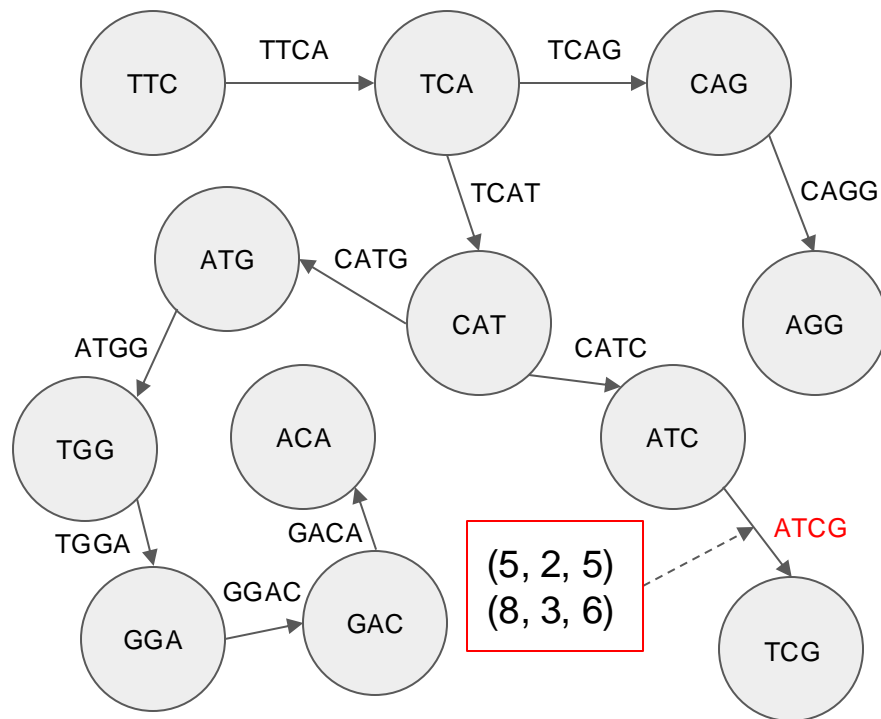 TTCA
TCAG
TTC
TCA
CAG
TCAT
CAGG
ATG
CATG
CAT
AGG
ATGG
CATC
TGG
ACA
ATC
TGGA
GACA
ATCG
(5, 2, 5)
(8, 3, 6)
GGAC
GGA
GAC
TCG